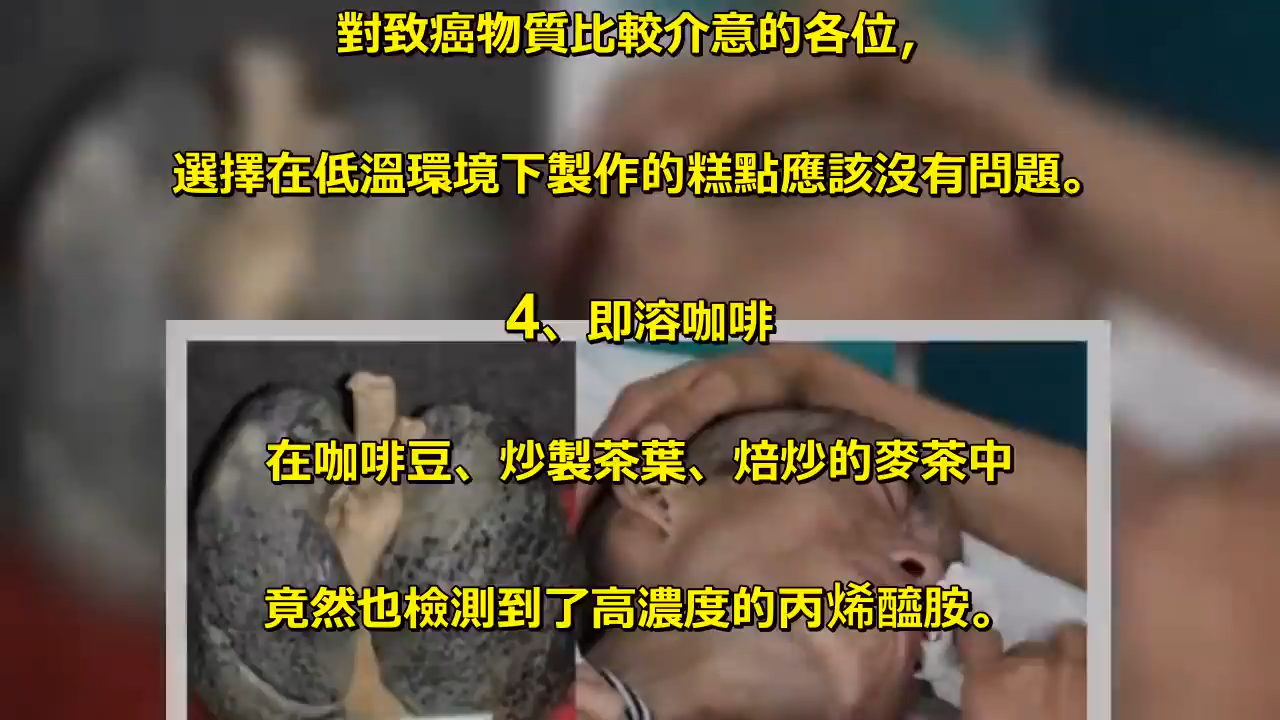 對致癌物質比較介意的各位，
選擇在低溫環境下製作的糕點應該沒有問題。
4、即溶咖啡
在咖啡豆、炒製茶葉、焙炒的麥茶中
竟然也檢測到了高濃度的丙烯醯胺。